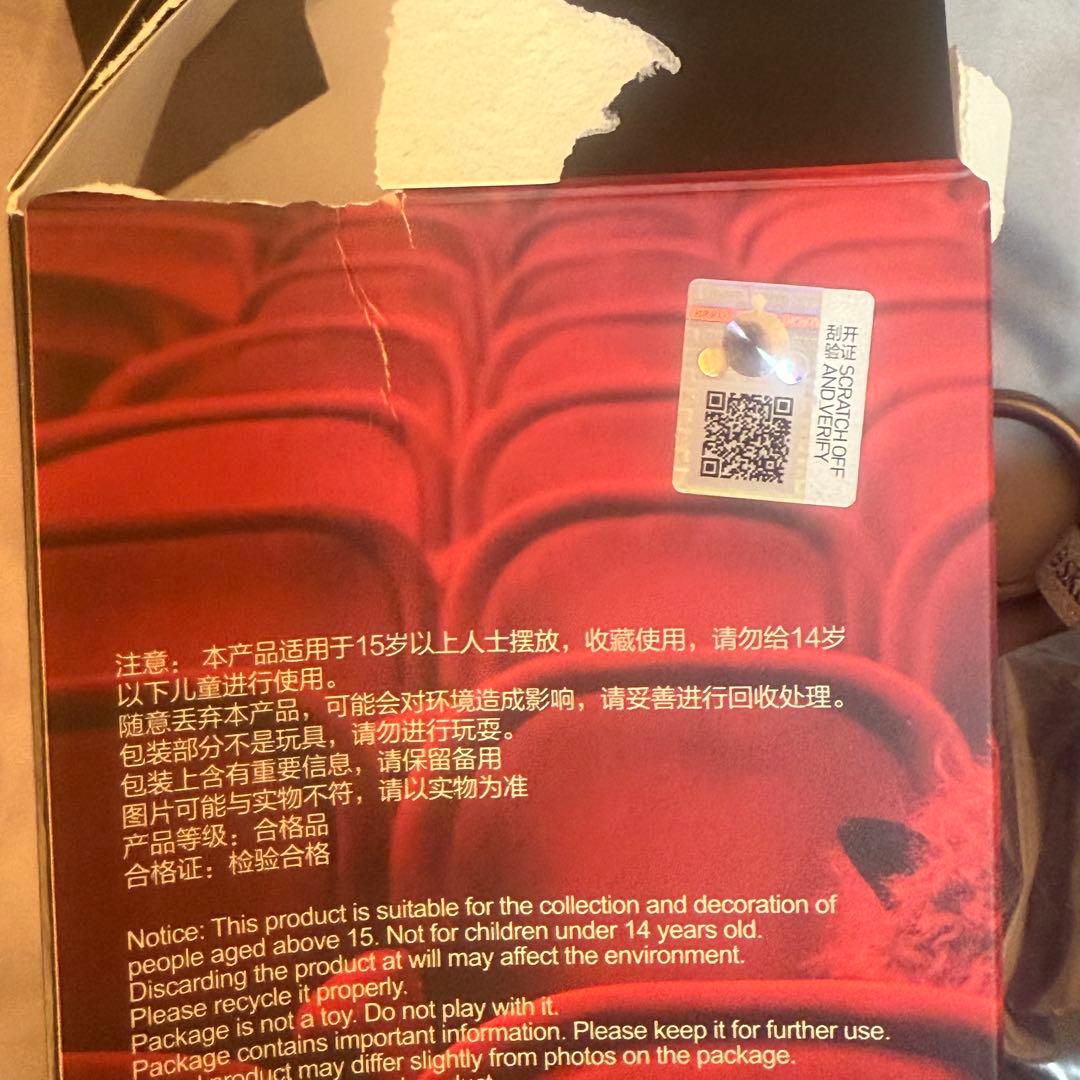 开 证
刮 验
SCRATCH OFF
AND VERIFY
注意： 本产品适用于15岁以上人士摆放，收藏使用，请勿给14岁
以下儿童进行使用。
随意丢弃本产品，可能会对环境造成影响，请妥善进行回收处理。
包装部分不是玩具，请勿进行玩耍。
包装上含有重要信息，请保留备用
图片可能与实物不符，请以实物为准
产品等级：合格品
合格证：检验合格
Notice: This product is suitable for the collection and decoration of
people aged above 15. Not for children under 14 years old.
Discarding the product at will may affect the environment.
Please recycle it properly.
Package is not a toy. Do not play with it.
Package contains important information. Please keep it for further use.
product may differ slightly from photos on the package.